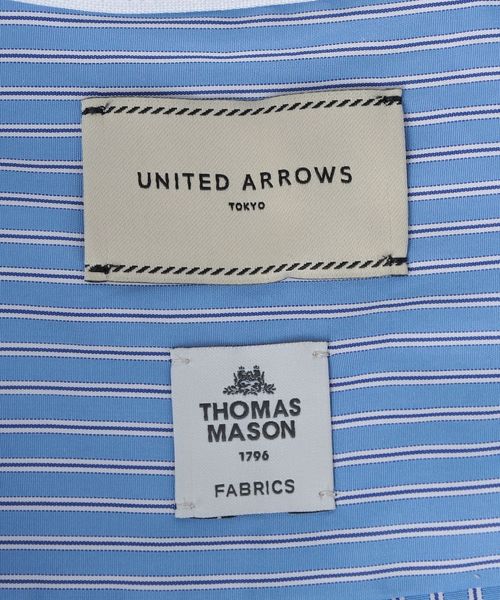 UNITED ARROWS
TOKYO
THOMAS
MASON
1796
FABRICS